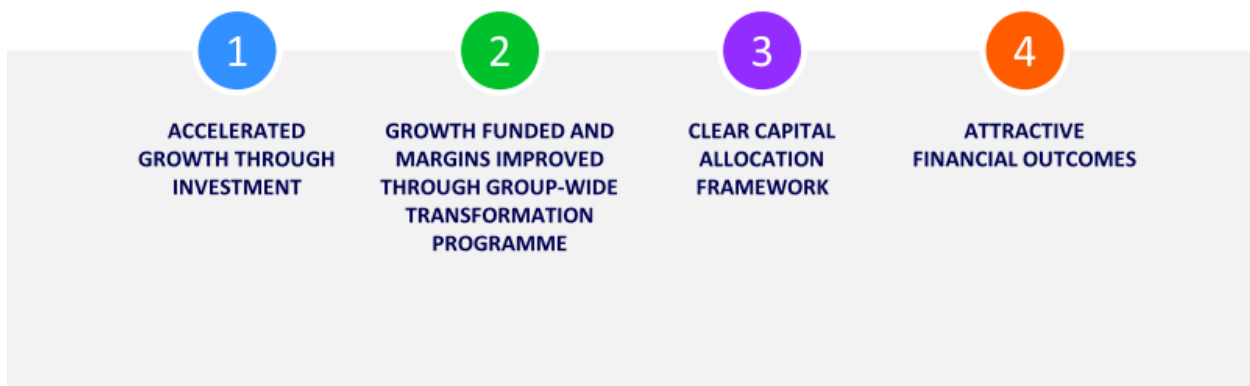 1
ACCELERATED
GROWTH THROUGH
INVESTMENT
2
GROWTH FUNDED AND
MARGINS IMPROVED
THROUGH GROUP-WIDE
TRANSFORMATION
PROGRAMME
3
CLEAR CAPITAL
ALLOCATION
FRAMEWORK
4
ATTRACTIVE
FINANCIAL OUTCOMES